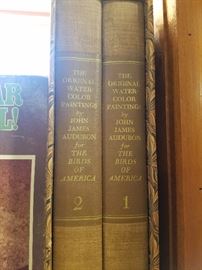 THE
ORIGINAL
WATER-
COLOR
PAINTINGS
by
JOHN
JAMES
AUDUBON
for
THE
BIRDS
OF
AMERICA
2
THE
ORIGINAL
WATER-
COLOR
PAINTINGS
by
JOHN
JAMES
AUDUBON
for
THE
BIRDS
OF
AMERICA
1